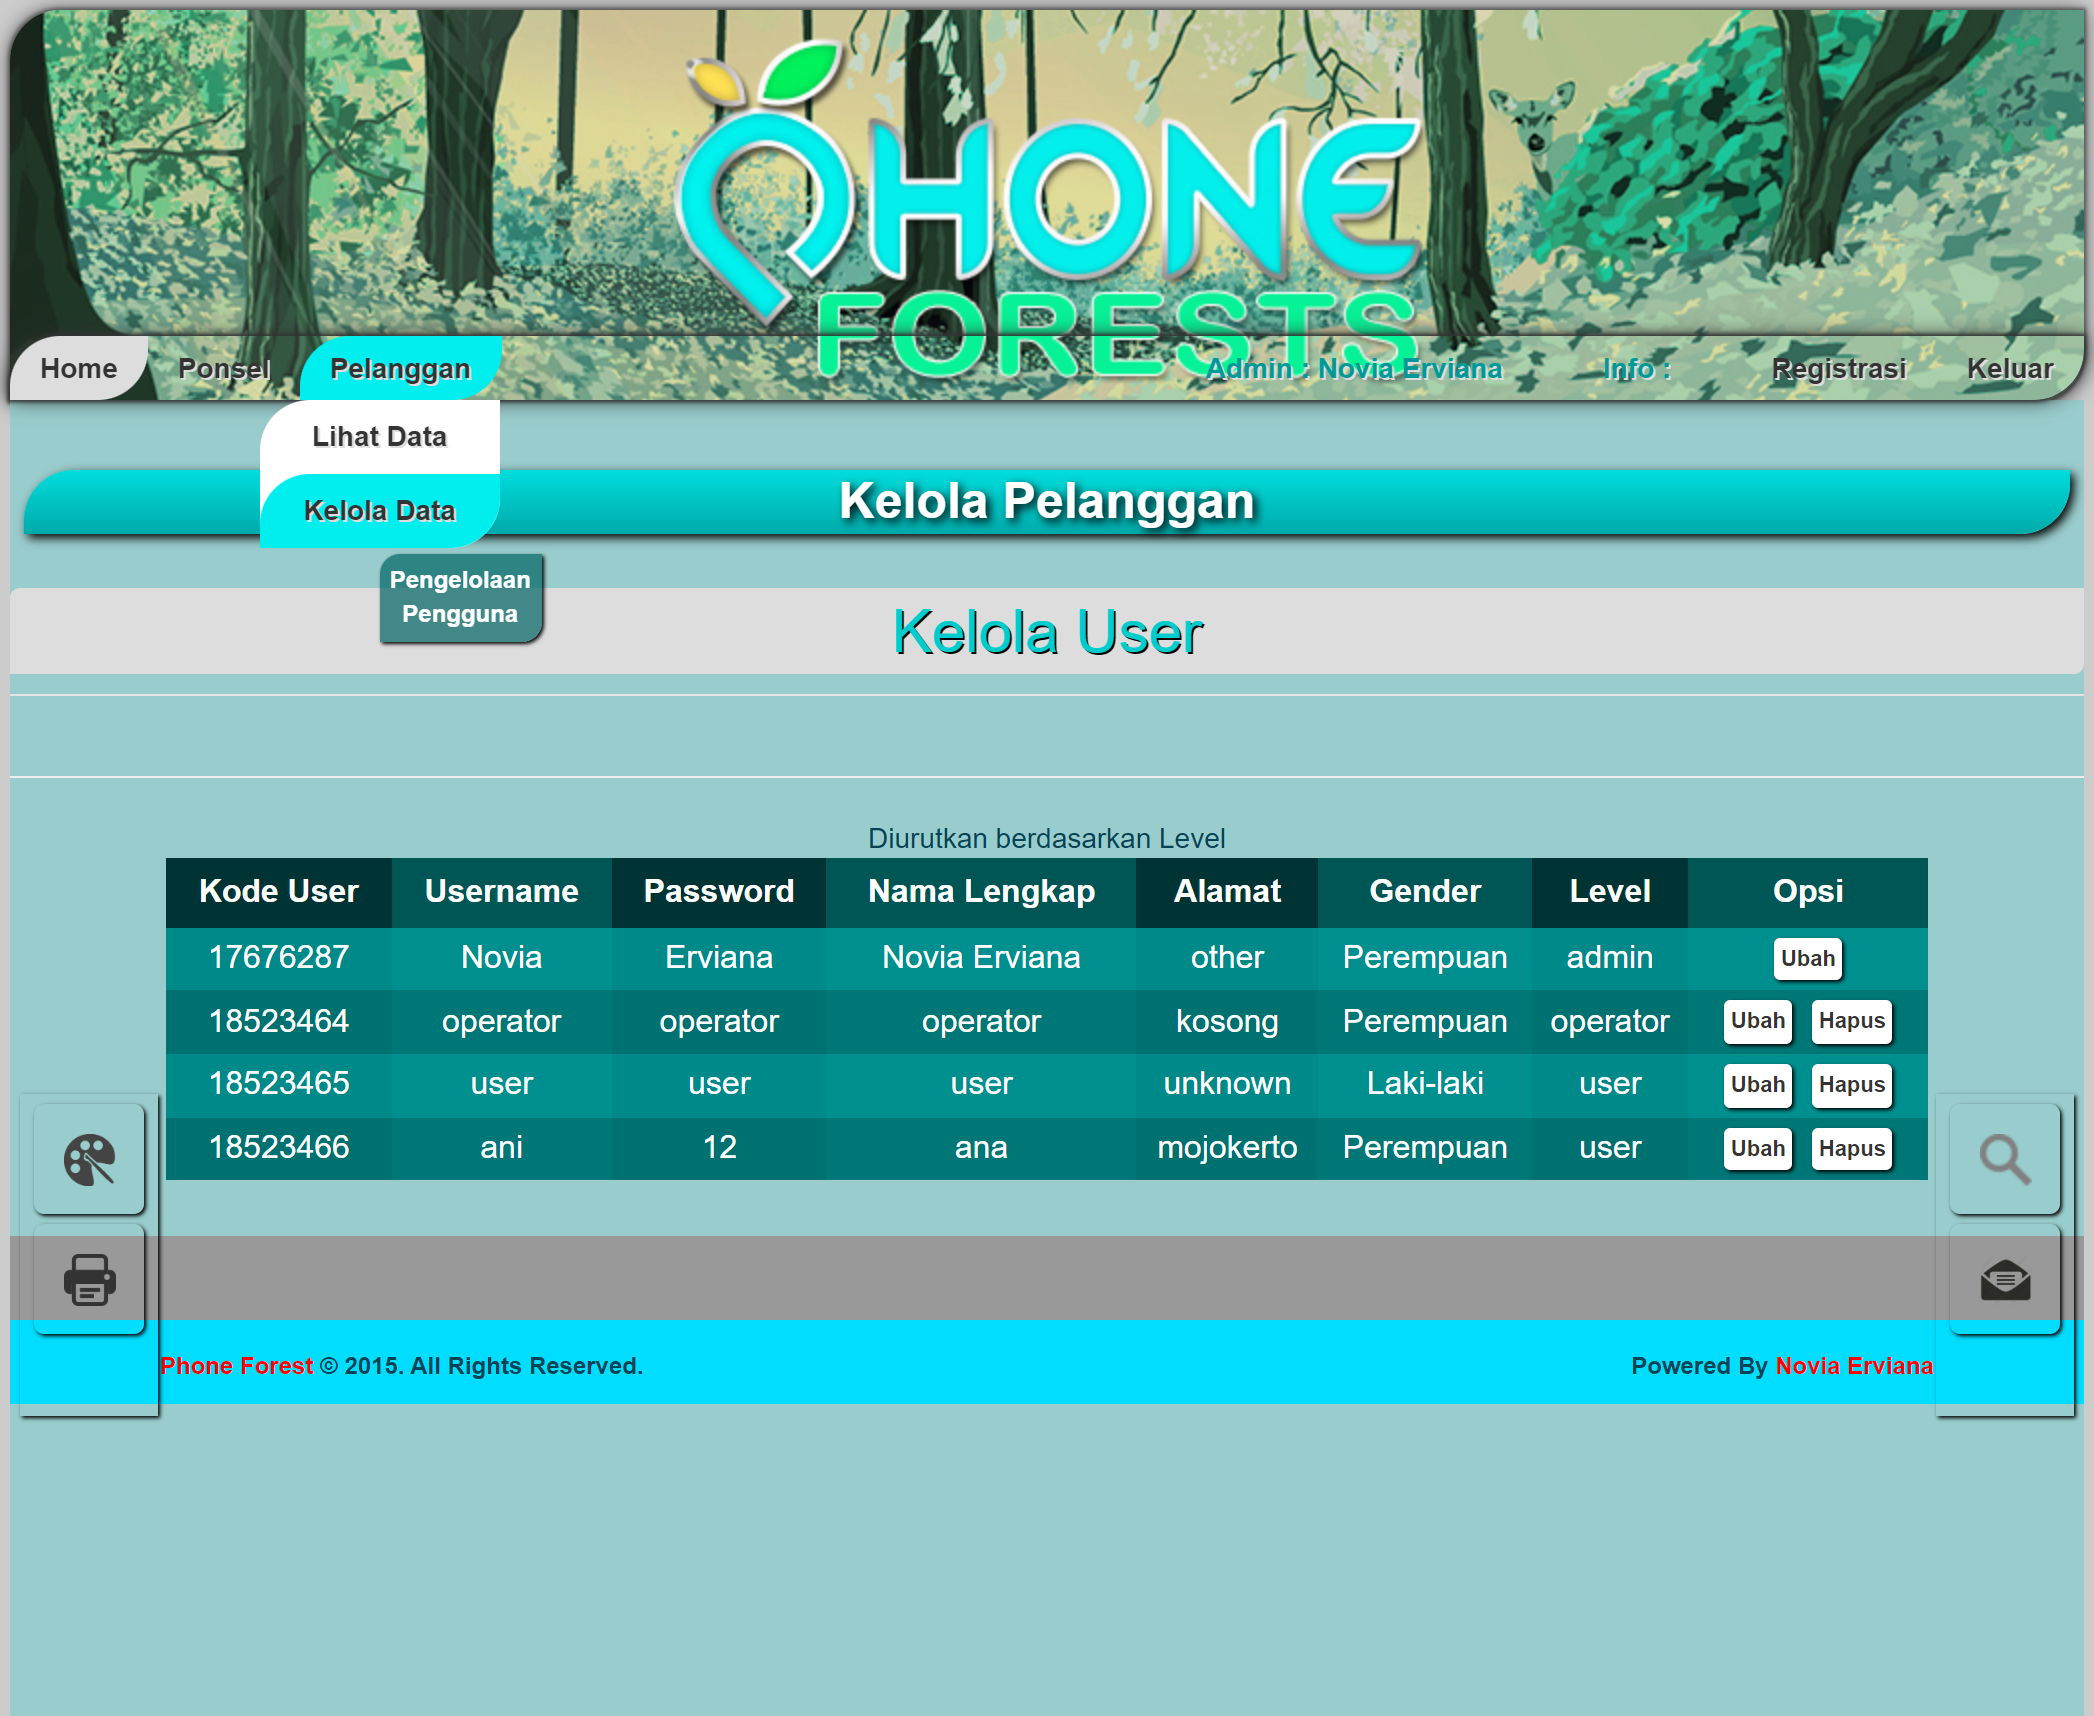 PHONE
FORESTS
Home Ponsel Pelanggan Admin : Novia Erviana Info : Registrasi Keluar
Lihat Data
Kelola Data
Kelola Pelanggan
Pengelolaan
Pengguna
Kelola User
Diurutkan berdasarkan Level
Kode User Username Password Nama Lengkap Alamat Gender Level Opsi
17676287 Novia Erviana Novia Erviana other Perempuan admin Ubah
18523464 operator operator operator kosong Perempuan operator Ubah Hapus
18523465 user user user unknown Laki-laki user Ubah Hapus
18523466 ani 12 ana mojokerto Perempuan user Ubah Hapus
Phone Forest © 2015. All Rights Reserved. Powered By Novia Erviana